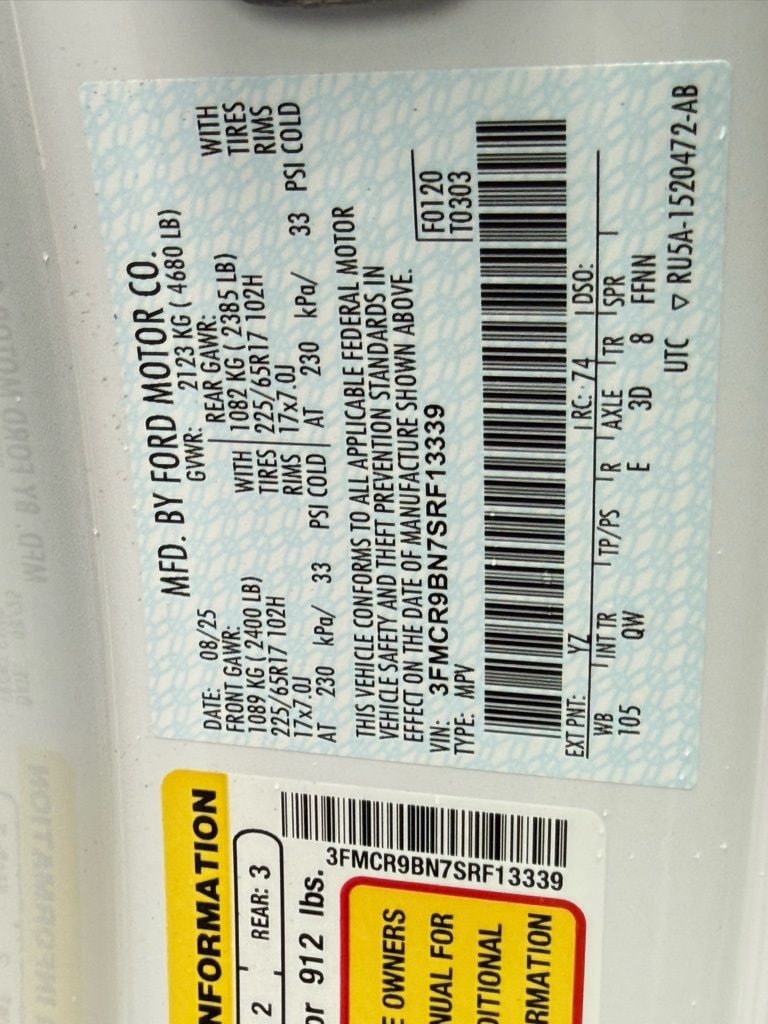 MFD. BY FORD MOTOR CO.
DATE: 08/25 GVWR: 2123 KG ( 4680 LB)
FRONT GAWR: REAR GAWR:
1089 KG ( 2400 LB) WITH 1082 KG ( 2385 LB) WITH
225/65R17 102H TIRES 225/65R17 102H TIRES
17x7.0J RIMS 17x7.0J RIMS
AT 230 kPa/ 33 PSI COLD AT 230 kPa/ 33 PSI COLD
THIS VEHICLE CONFORMS TO ALL APPLICABLE FEDERAL MOTOR
VEHICLE SAFETY AND THEFT PREVENTION STANDARDS IN
EFFECT ON THE DATE OF MANUFACTURE SHOWN ABOVE.
VIN: 3FMCR9BN7SRF13339 F0120
TYPE: MPV T0303
EXT PNT: YZ RC: 74 DSO:
WB INT TR TP/PS R AXLE TR SPR
105 QW E 3D 8 FFNN
UTC ▽ RU5A-1520472-AB
NFORMATION
2 REAR: 3
or 912 lbs.
3FMCR9BN7SRF13339
E OWNERS
NUAL FOR
DITIONAL
RMATION